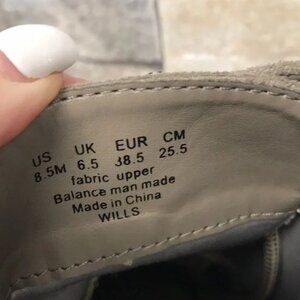 US UK EUR CM
8.5M 6.5 38.5 25.5
fabric upper
Balance man made
Made in China
WILLS